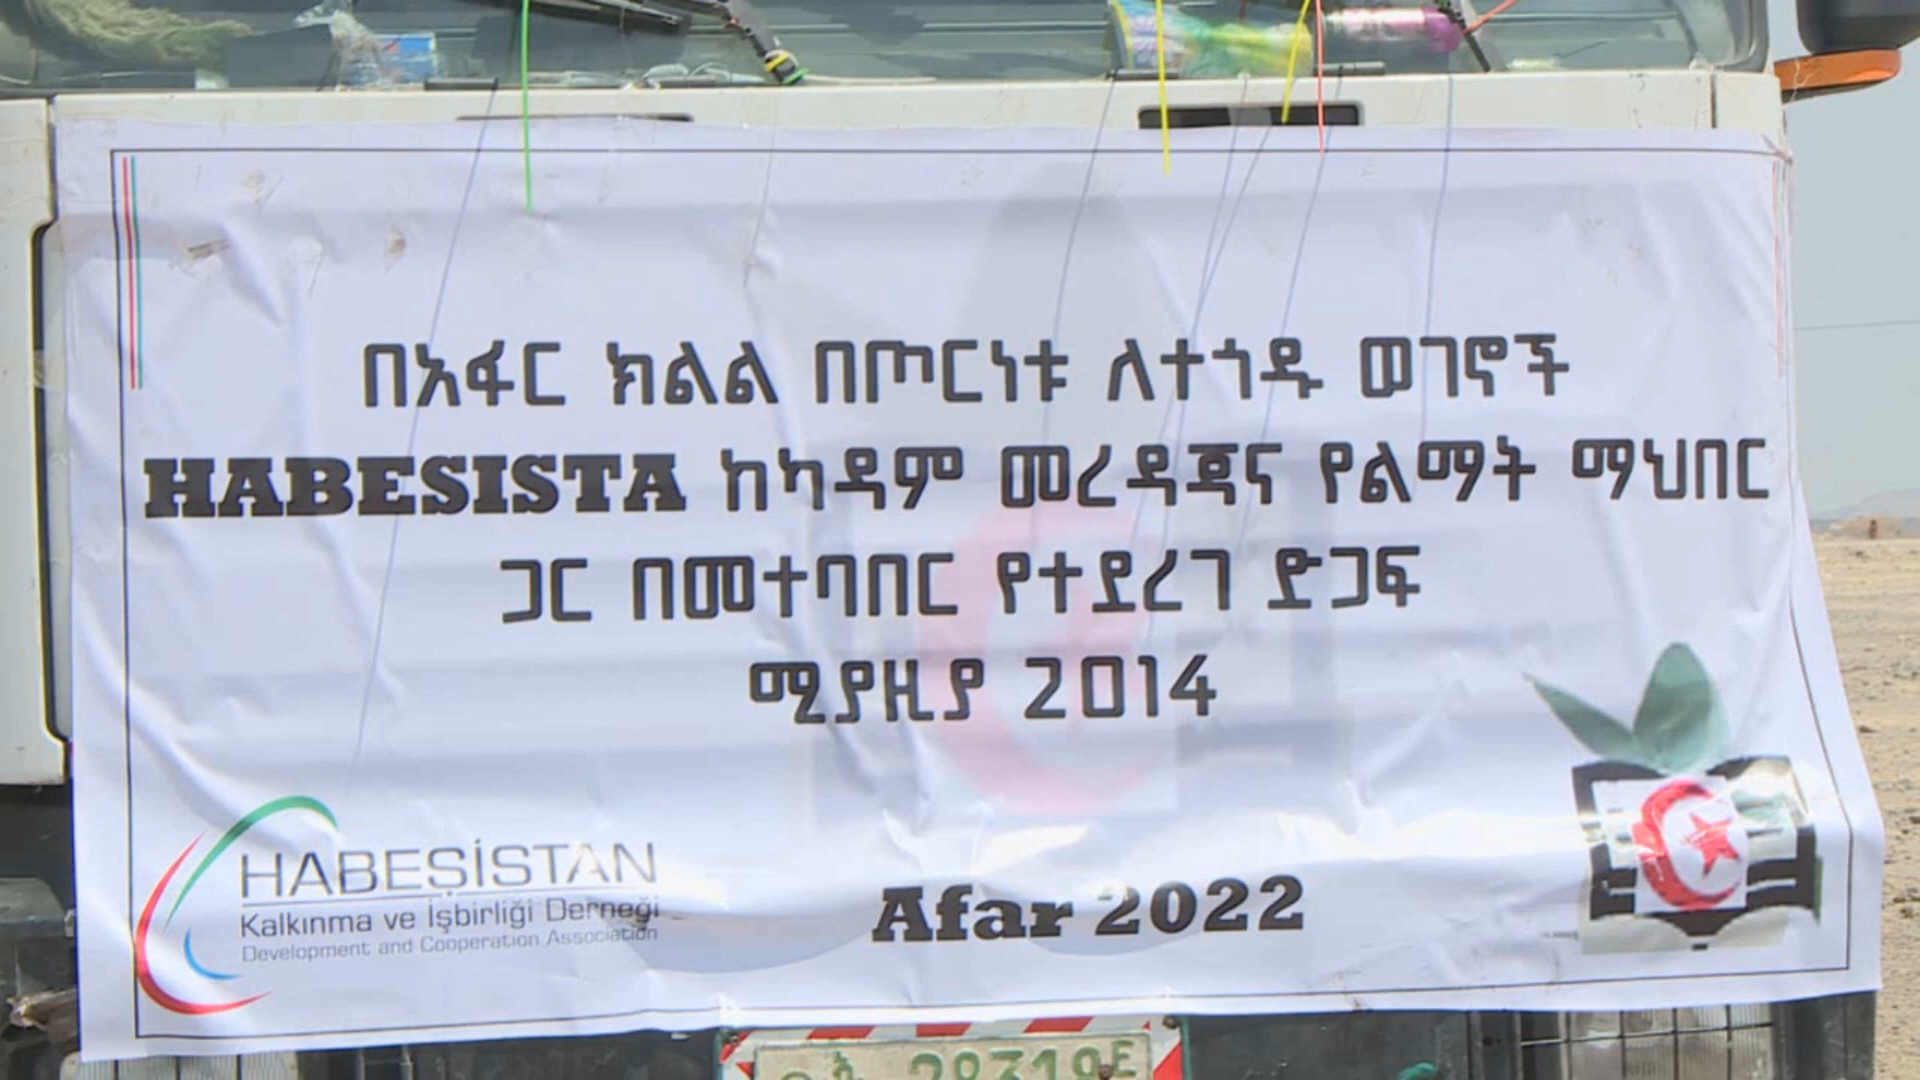 በአፋር ክልል በጦርነቱ ለተጎዱ ወገኖች
HABESISTA ከካዳም መረዳጃና የልማት ማህበር
ጋር በመተባበር የተደረገ ድጋፍ
ሚያዚያ 2014
HABEŞİSTAN
Kalkınma ve İşbirliği Derneği
Development and Cooperation Association
Afar 2022